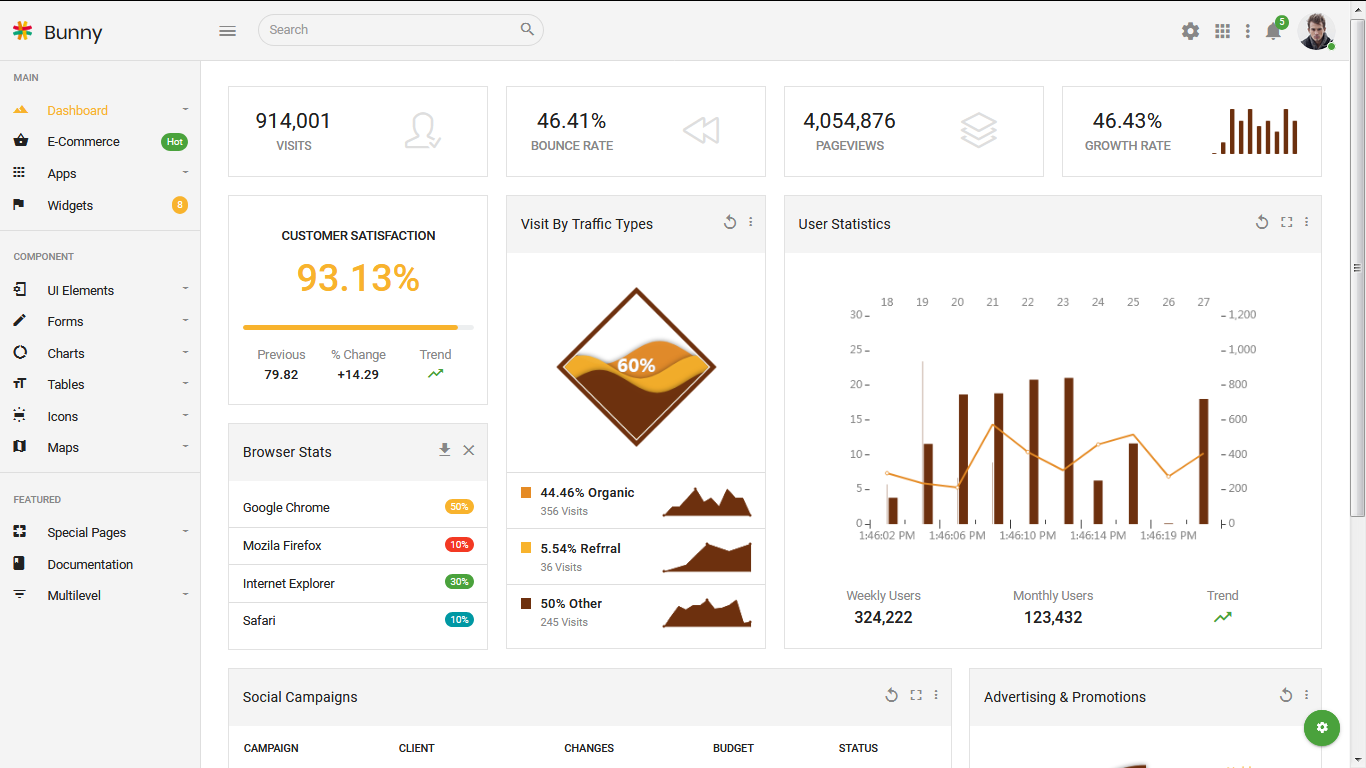 Bunny
Search
5
MAIN
Dashboard
E-Commerce Hot
Apps
Widgets 8
COMPONENT
UI Elements
Forms
Charts
Tables
Icons
Maps
FEATURED
Special Pages
Documentation
Multilevel
914,001
VISITS
46.41%
BOUNCE RATE
4,054,876
PAGEVIEWS
46.43%
GROWTH RATE
CUSTOMER SATISFACTION
93.13%
Previous % Change Trend
79.82 +14.29
Browser Stats
Google Chrome 50%
Mozila Firefox 10%
Internet Explorer 30%
Safari 10%
Visit By Traffic Types
60%
44.46% Organic
356 Visits
5.54% Refrral
36 Visits
50% Other
245 Visits
User Statistics
18 19 20 21 22 23 24 25 26 27
30 1,200
25 1,000
20 800
15 600
10 400
5 200
0 0
1:46:02 PM 1:46:06 PM 1:46:10 PM 1:46:14 PM 1:46:19 PM
Weekly Users Monthly Users Trend
324,222 123,432
Social Campaigns
CAMPAIGN CLIENT CHANGES BUDGET STATUS
Advertising & Promotions